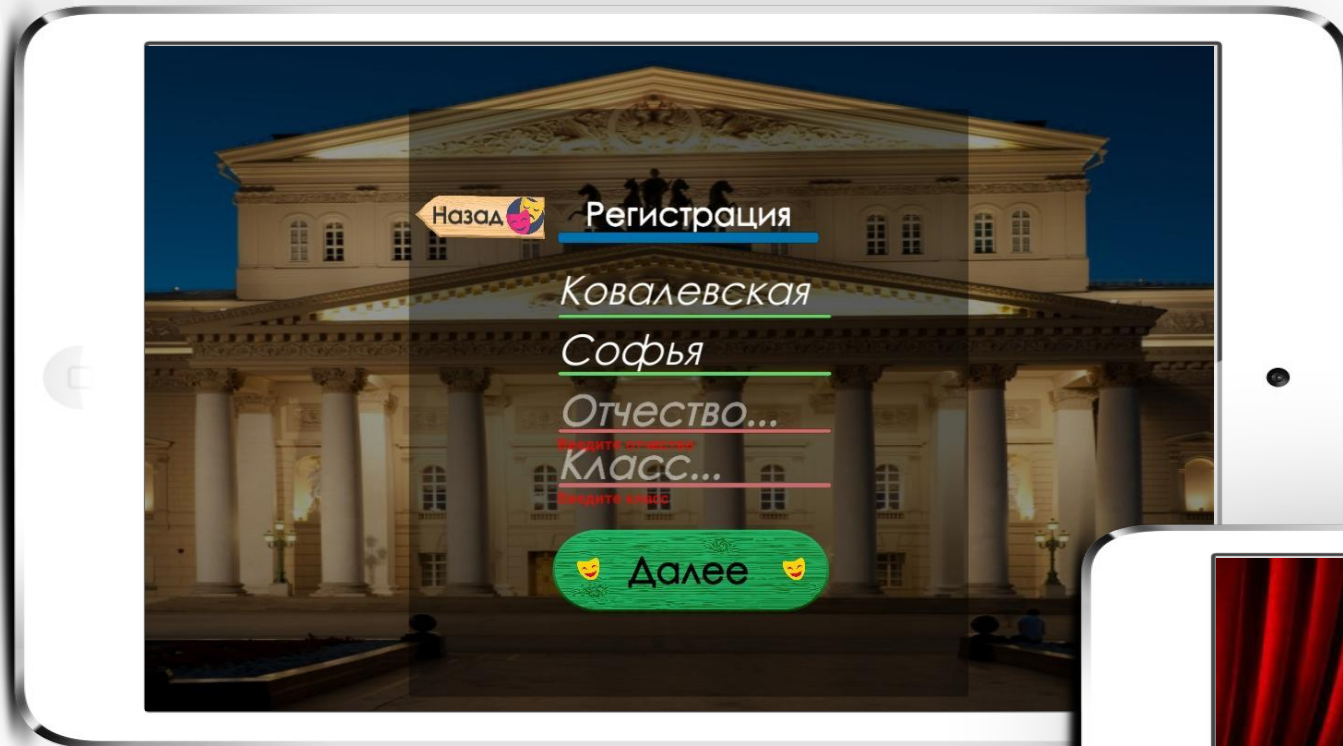 Назад
Регистрация
Ковалевская
Софья
Отчество...
Введите отчество
Класс...
Введите класс
Далее